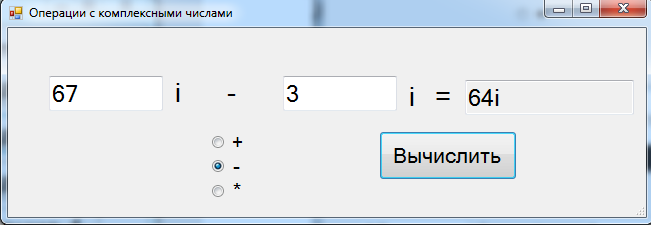 Операции с комплексными числами
67 i - 3 i = 64i
+
-
*
Вычислить